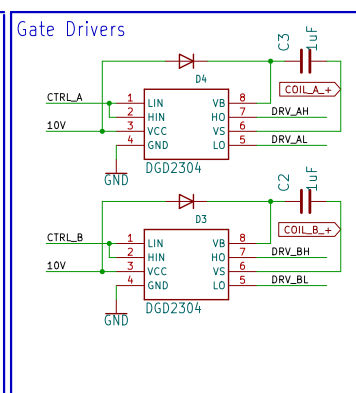 Gate Drivers
C3
1uF
D4
COIL_A_+
CTRL_A
1 LIN VB 8
2 HIN HO 7 DRV_AH
10V
3 VCC VS 6
4 GND LO 5 DRV_AL
GND
DGD2304
C2
1uF
D3
COIL_B_+
CTRL_B
1 LIN VB 8
2 HIN HO 7 DRV_BH
10V
3 VCC VS 6
4 GND LO 5 DRV_BL
GND
DGD2304